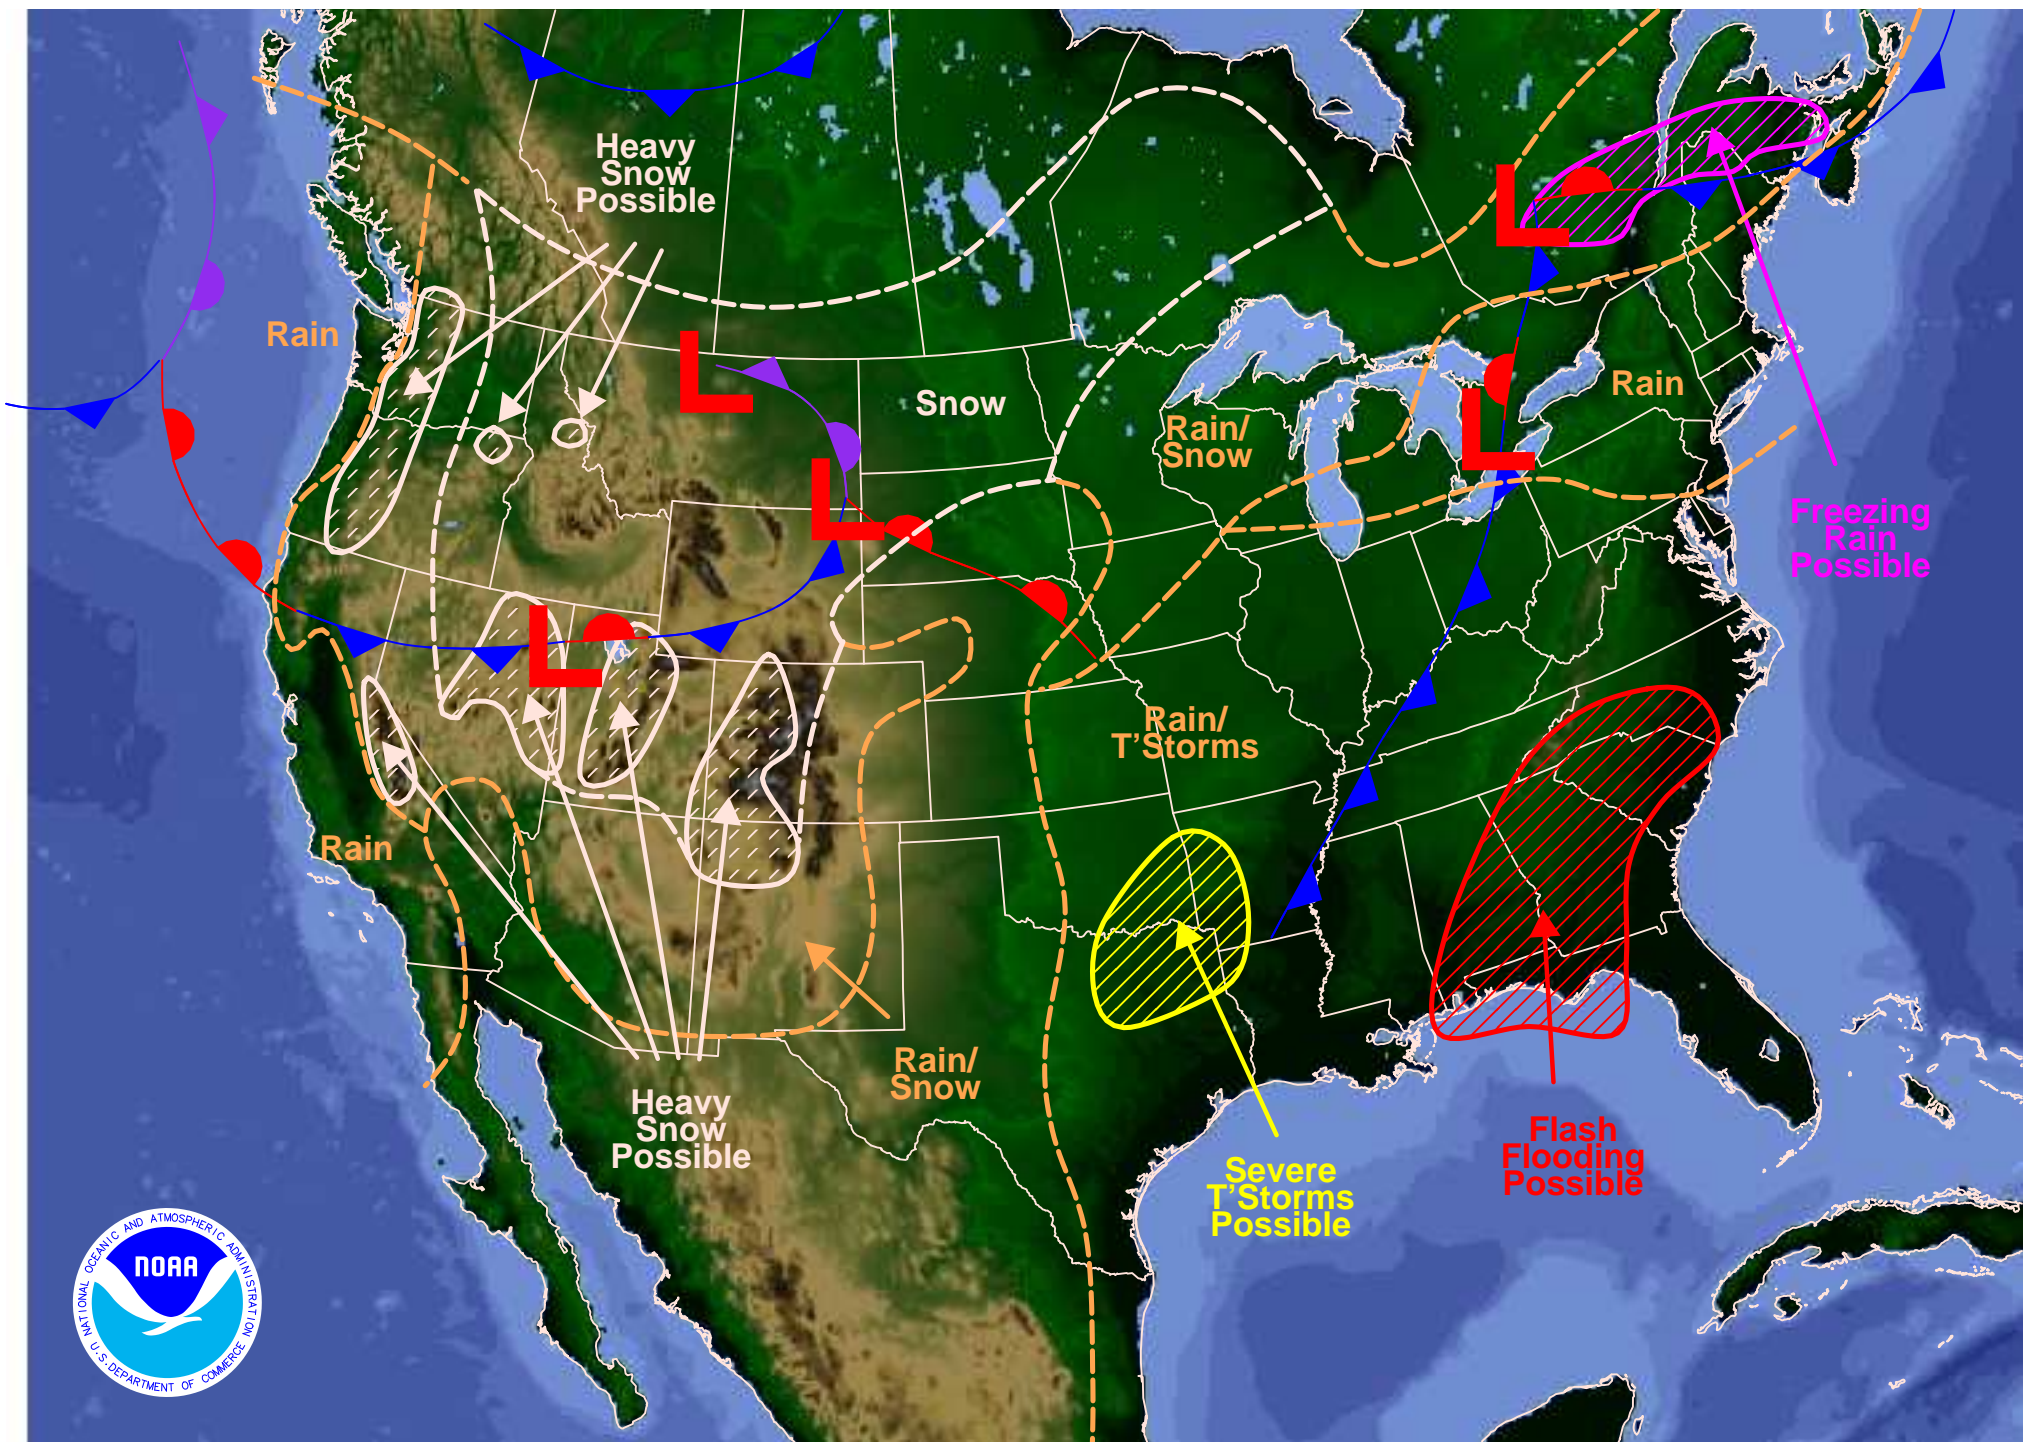 Heavy
Snow
Possible
Rain
Snow
Rain/
Snow
Rain
Freezing
Rain
Possible
Rain/
T'Storms
Rain
Rain/
Snow
Heavy
Snow
Possible
Flash
Flooding
Possible
Severe
T'Storms
Possible
L
L
L
L
L
NATIONAL OCEANIC AND ATMOSPHERIC ADMINISTRATION
NOAA
U.S. DEPARTMENT OF COMMERCE